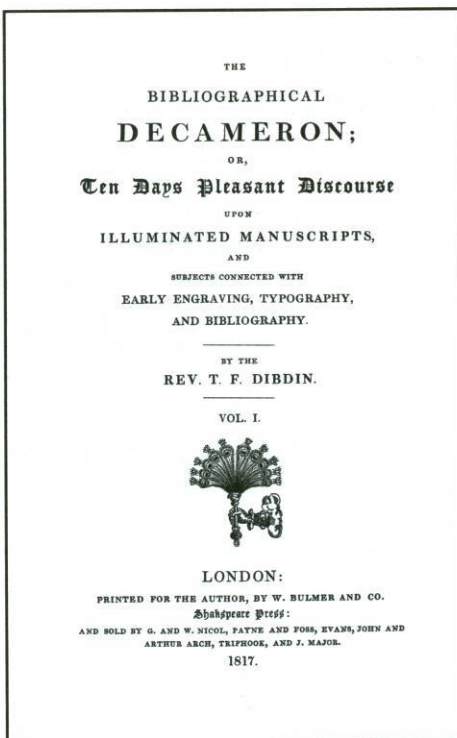 THE
BIBLIOGRAPHICAL
DECAMERON;
OR,
Ten Days Pleasant Discourse
UPON
ILLUMINATED MANUSCRIPTS,
AND
SUBJECTS CONNECTED WITH
EARLY ENGRAVING, TYPOGRAPHY,
AND BIBLIOGRAPHY.
BY THE
REV. T. F. DIBDIN.
VOL. I.
LONDON:
PRINTED FOR THE AUTHOR, BY W. BULMER AND CO.
Shakspeare Press:
AND SOLD BY G. AND W. NICOL, PAYNE AND FOSS, EVANS, JOHN AND
ARTHUR ARCH, TRIPHOOK, AND J. MAJOR.
1817.